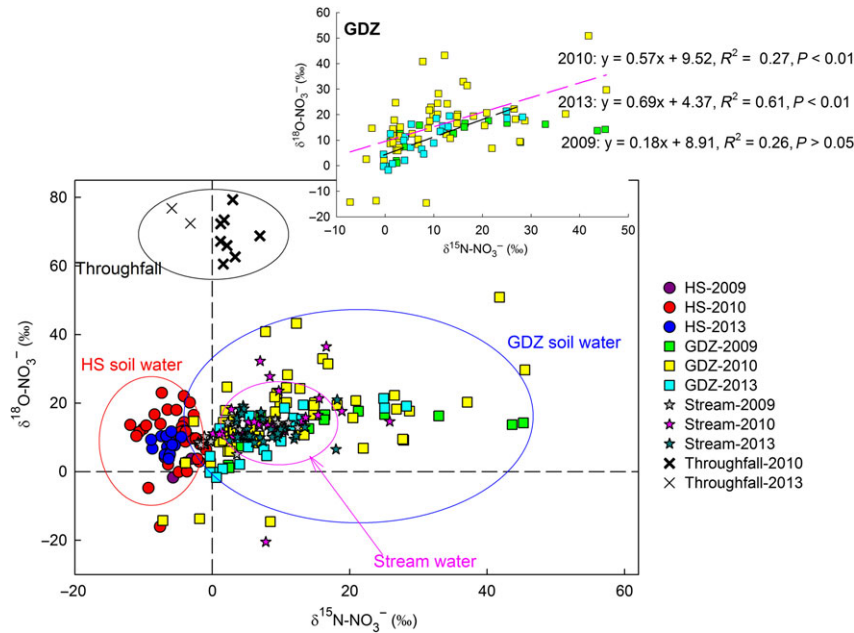 GDZ
60
50
40
30
20
10
0
−10
−20
δ18O-NO3− (‰)
−10 0 10 20 30 40 50
δ15N-NO3− (‰)
2010: y = 0.57x + 9.52, R2 = 0.27, P < 0.01
2013: y = 0.69x + 4.37, R2 = 0.61, P < 0.01
2009: y = 0.18x + 8.91, R2 = 0.26, P > 0.05
80
60
40
20
0
−20
δ18O-NO3− (‰)
Throughfall
HS soil water
GDZ soil water
Stream water
−20 0 20 40 60
δ15N-NO3− (‰)
HS-2009
HS-2010
HS-2013
GDZ-2009
GDZ-2010
GDZ-2013
Stream-2009
Stream-2010
Stream-2013
Throughfall-2010
Throughfall-2013